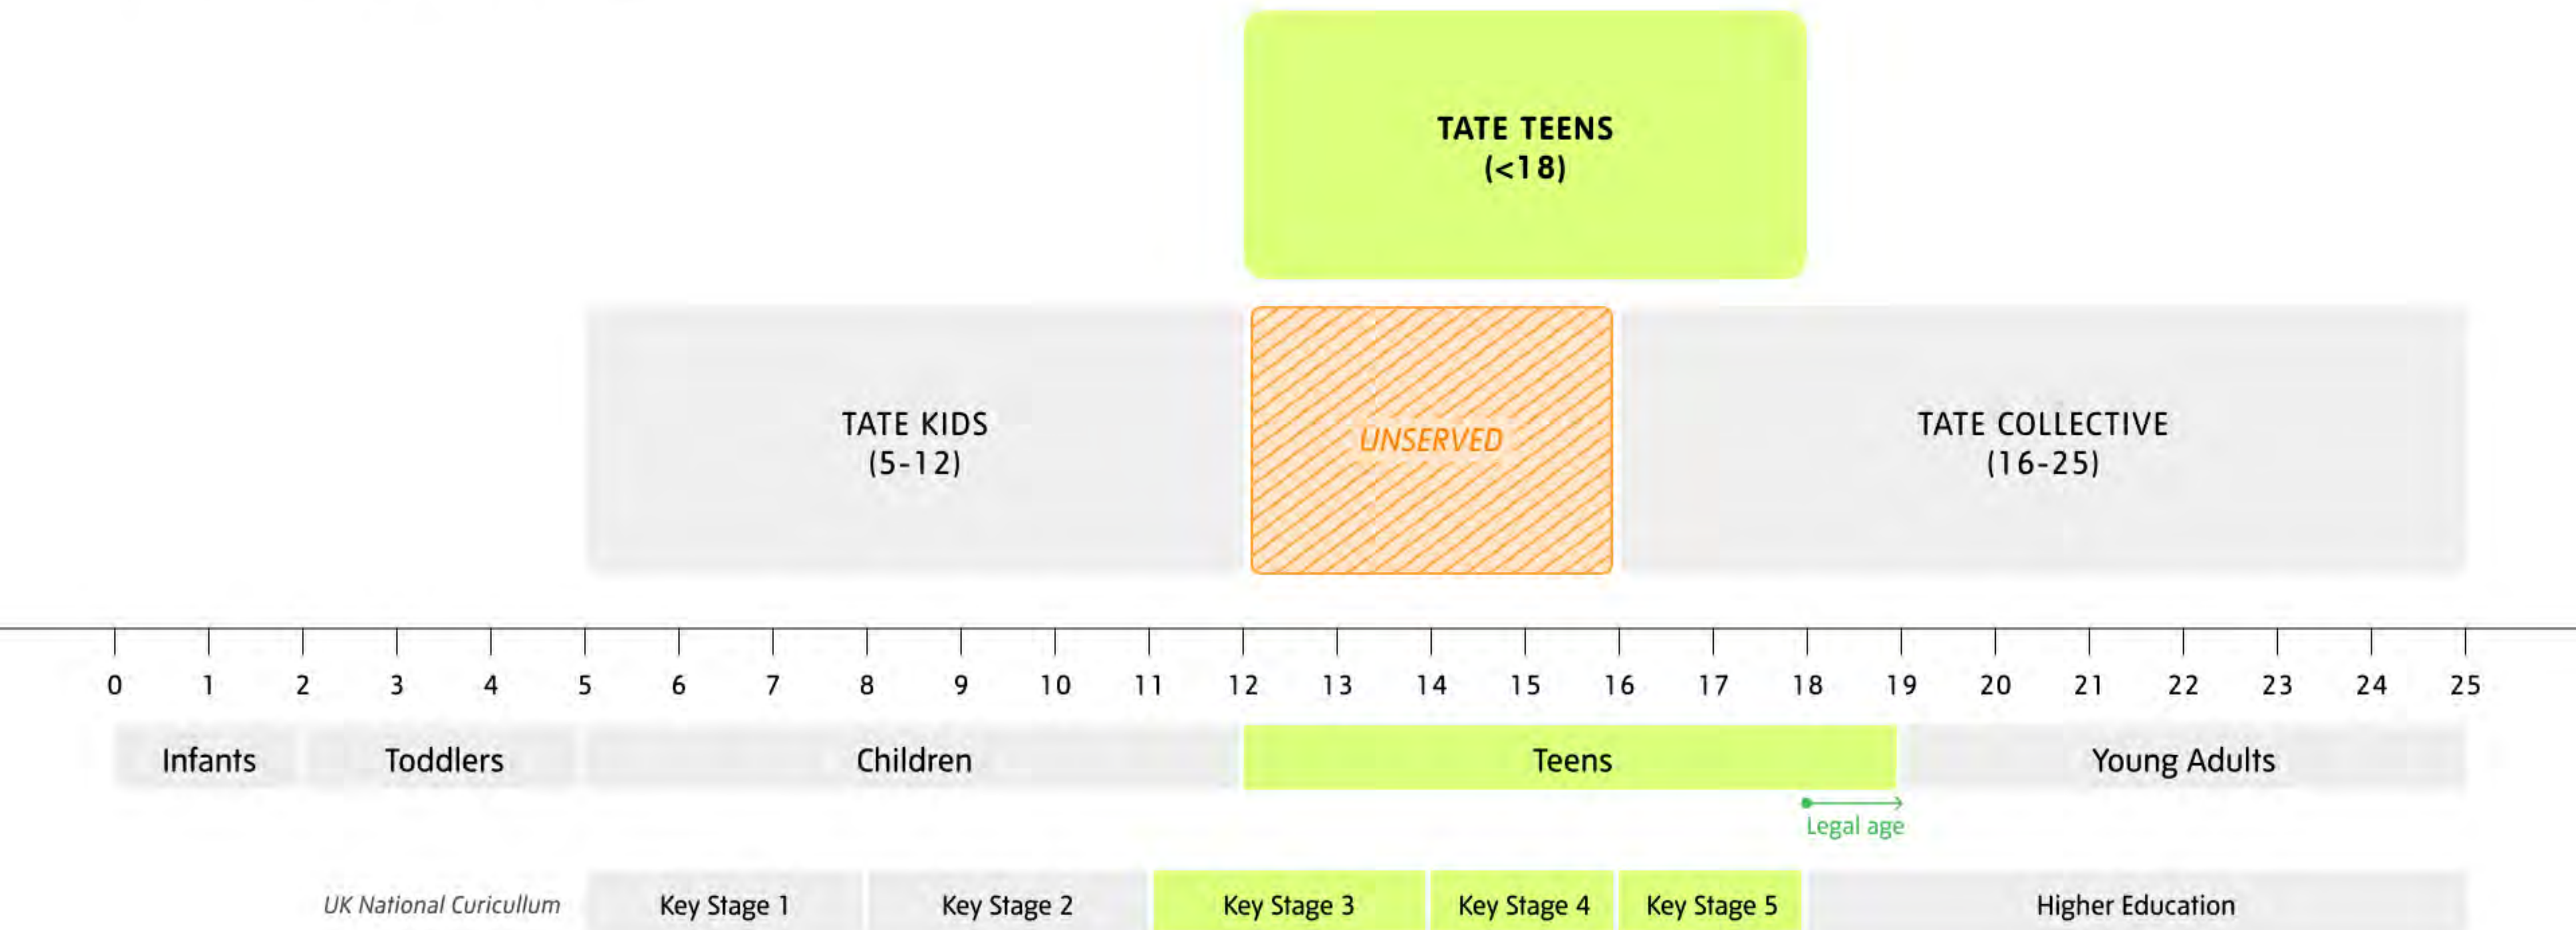 TATE TEENS
(<18)
TATE KIDS
(5-12)
UNSERVED
TATE COLLECTIVE
(16-25)
0 1 2 3 4 5 6 7 8 9 10 11 12 13 14 15 16 17 18 19 20 21 22 23 24 25
Infants Toddlers Children Teens Young Adults
Legal age
UK National Curicullum Key Stage 1 Key Stage 2 Key Stage 3 Key Stage 4 Key Stage 5 Higher Education